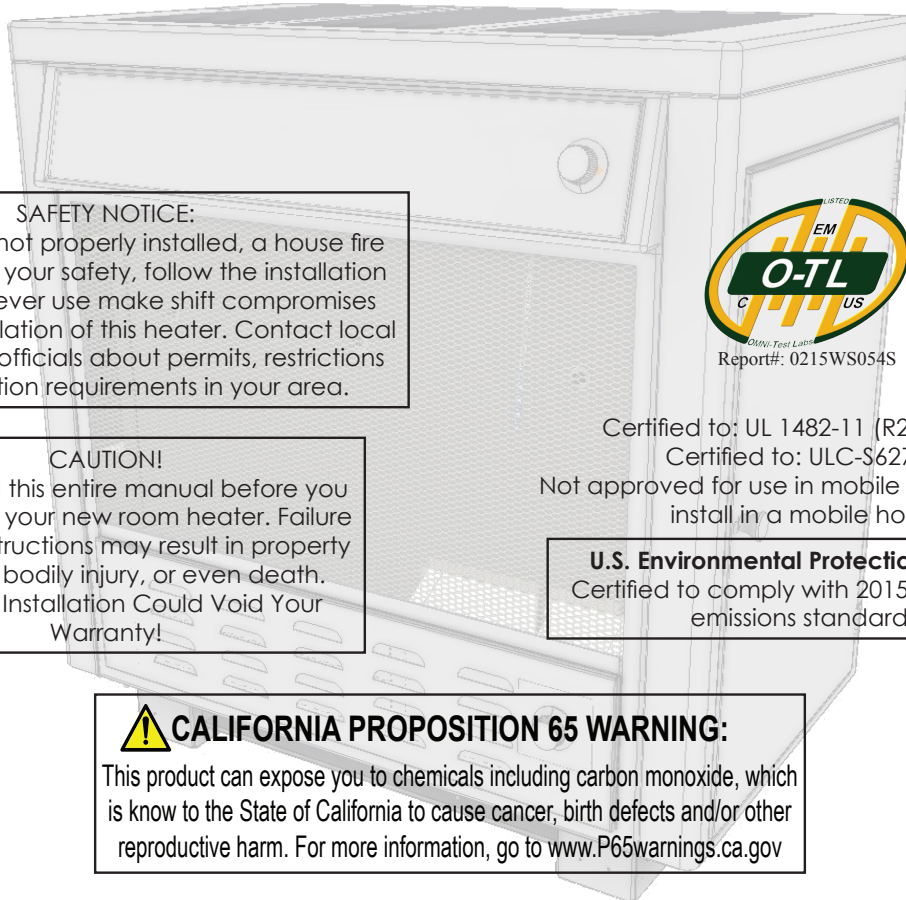 SAFETY NOTICE:
not properly installed, a house fire
your safety, follow the installation
ever use make shift compromises
lation of this heater. Contact local
officials about permits, restrictions
tion requirements in your area.
CAUTION!
this entire manual before you
your new room heater. Failure
tructions may result in property
bodily injury, or even death.
Installation Could Void Your
Warranty!
LISTED
EM
O-TL
C US
OMNI-Test Labs
Report#: 0215WS054S
Certified to: UL 1482-11 (R2
Certified to: ULC-S627
Not approved for use in mobile
install in a mobile ho
U.S. Environmental Protectio
Certified to comply with 2015
emissions standard
CALIFORNIA PROPOSITION 65 WARNING:
This product can expose you to chemicals including carbon monoxide, which
is know to the State of California to cause cancer, birth defects and/or other
reproductive harm. For more information, go to www.P65warnings.ca.gov